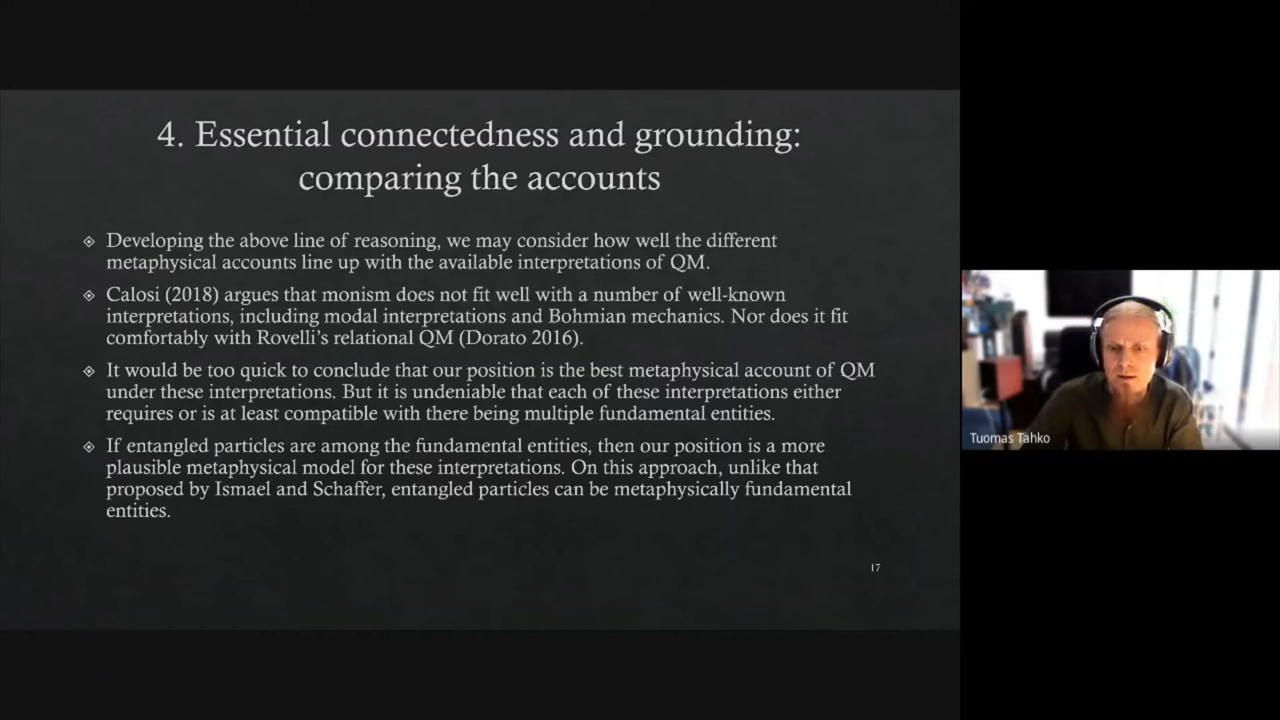 4. Essential connectedness and grounding:
comparing the accounts
Developing the above line of reasoning, we may consider how well the different
metaphysical accounts line up with the available interpretations of QM.
Calosi (2018) argues that monism does not fit well with a number of well-known
interpretations, including modal interpretations and Bohmian mechanics. Nor does it fit
comfortably with Rovelli's relational QM (Dorato 2016).
It would be too quick to conclude that our position is the best metaphysical account of QM
under these interpretations. But it is undeniable that each of these interpretations either
requires or is at least compatible with there being multiple fundamental entities.
If entangled particles are among the fundamental entities, then our position is a more
plausible metaphysical model for these interpretations. On this approach, unlike that
proposed by Ismael and Schaffer, entangled particles can be metaphysically fundamental
entities.
17
Tuomas Tahko